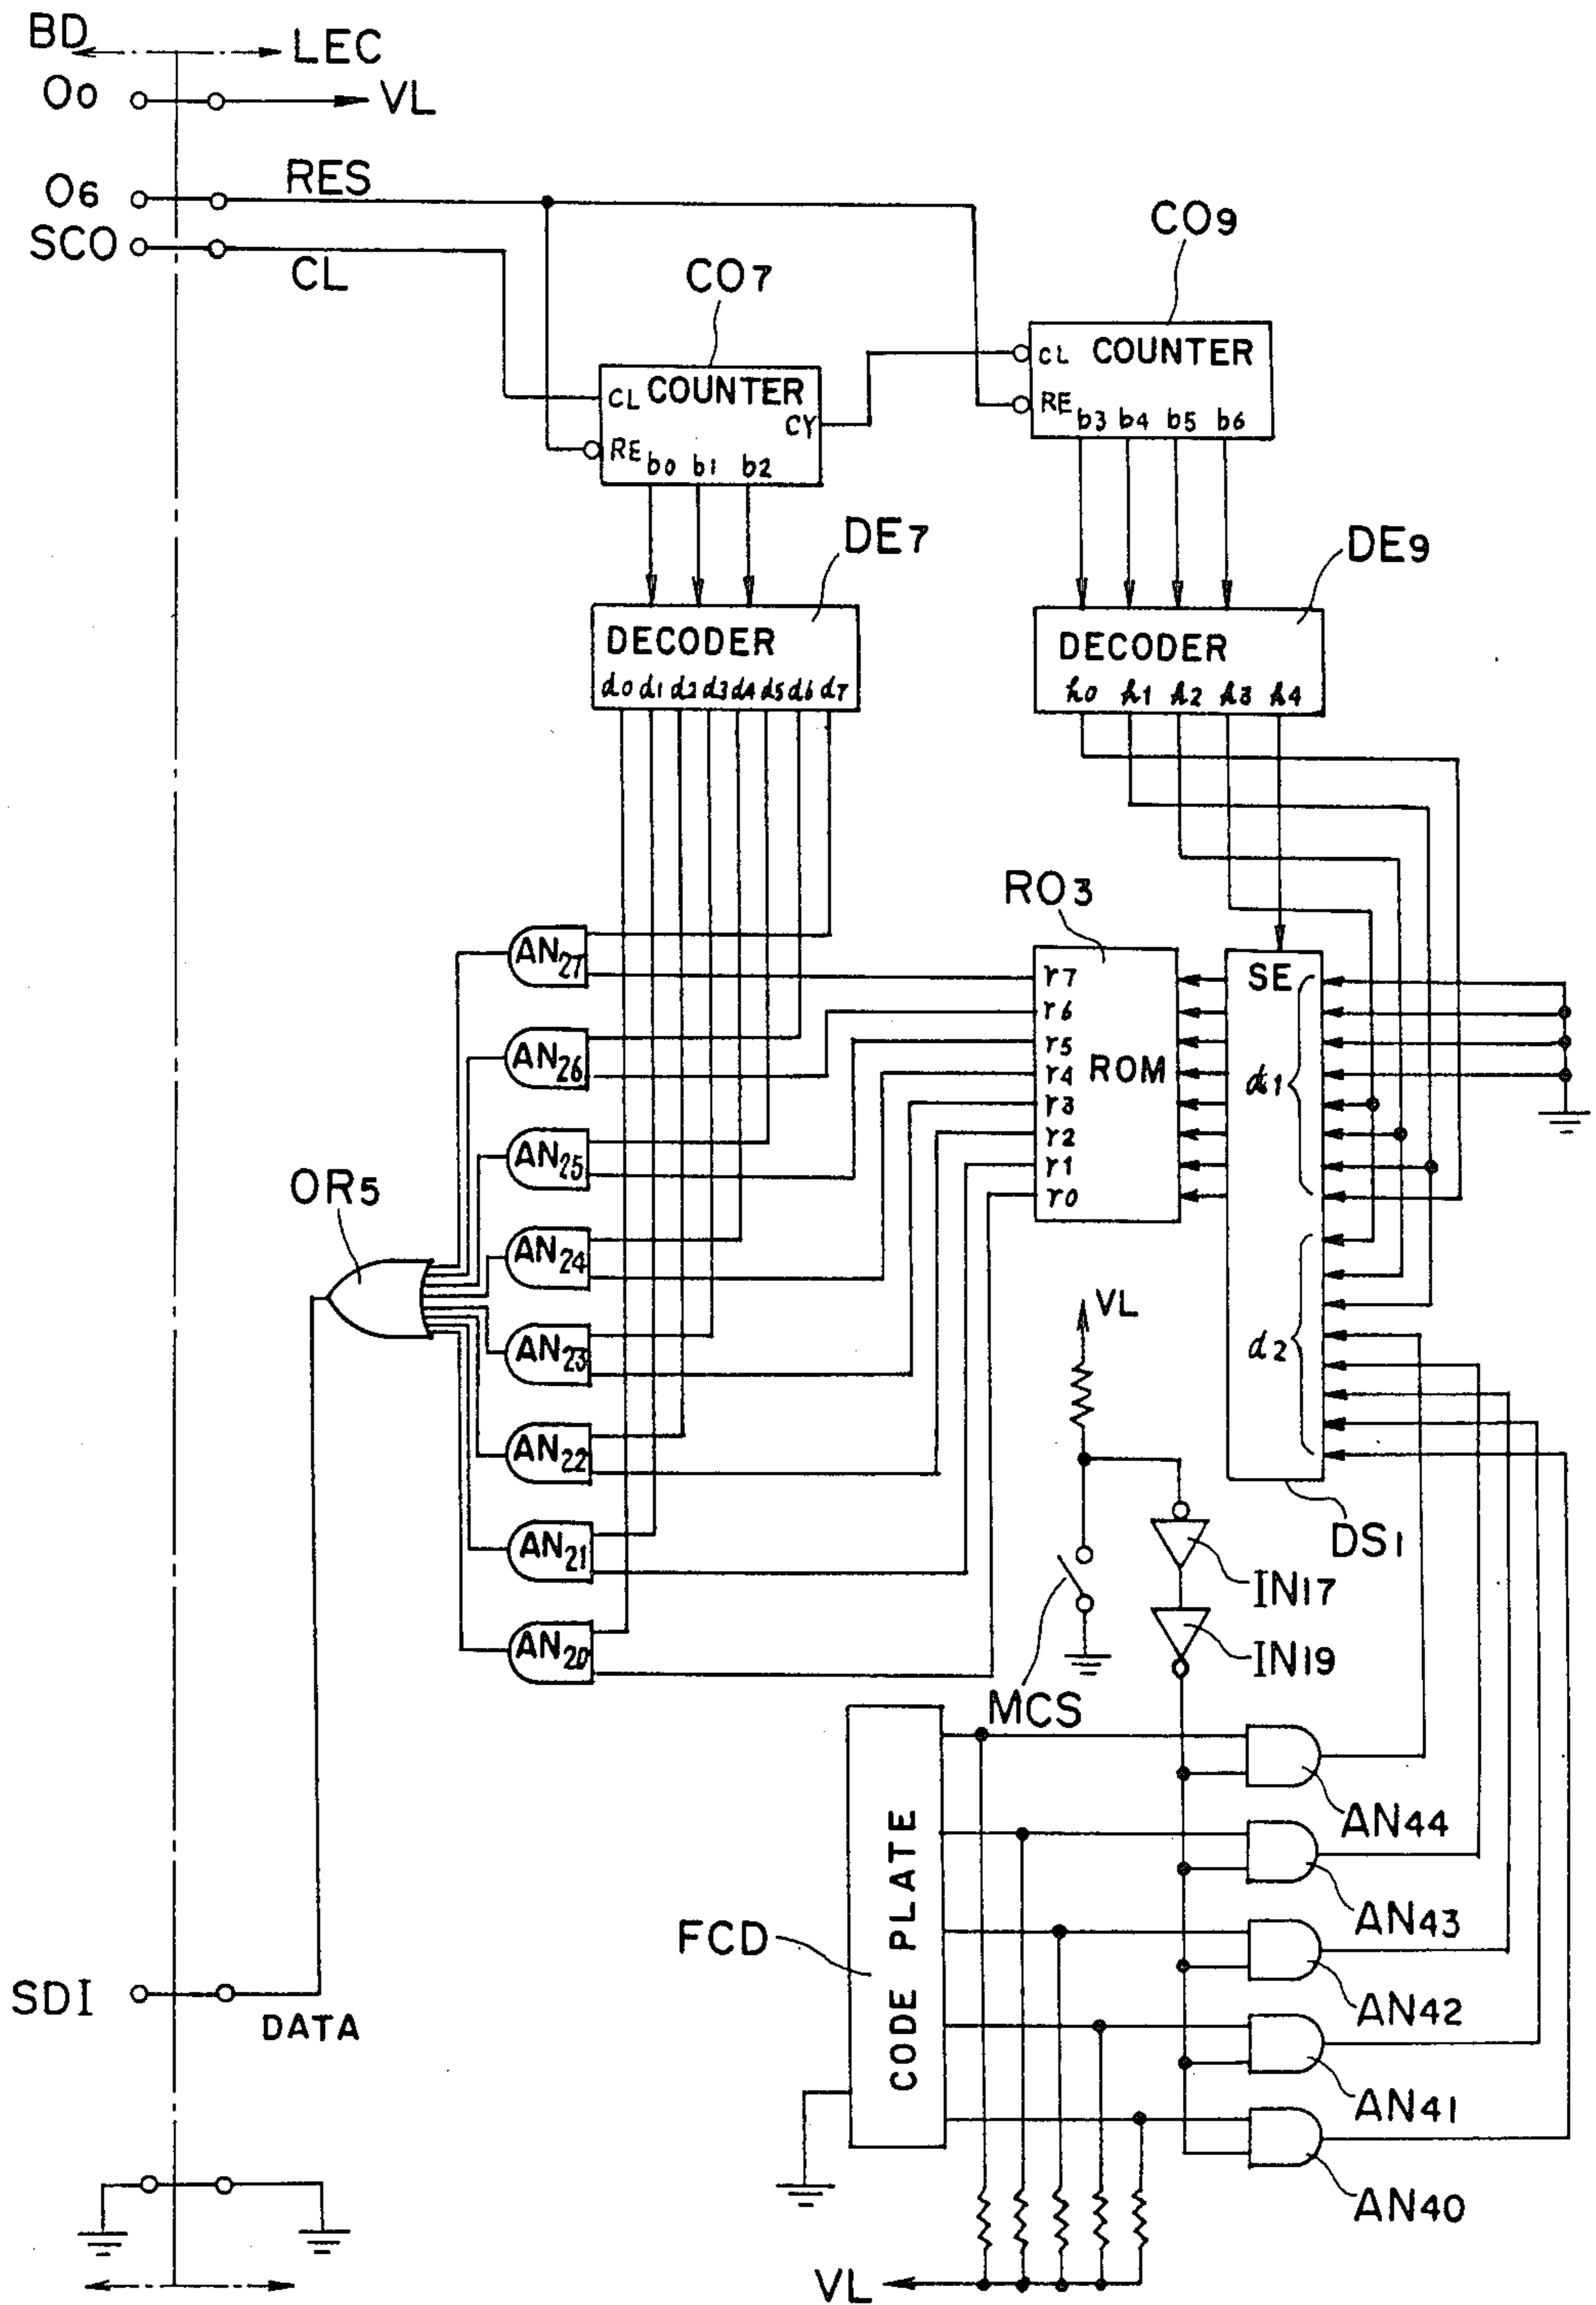 BD LEC
O0 VL
O6 RES
SCO CL
CO9
CO7
CL COUNTER
RE
b3 b4 b5 b6
CL COUNTER
CY
RE
b0 b1 b2
DE7
DE9
DECODER
d0 d1 d2 d3 d4 d5 d6 d7
DECODER
h0 h1 h2 h3 h4
RO3
AN27
AN26
AN25
AN24
AN23
AN22
AN21
AN20
OR5
r7
r6
r5
r4
r3
r2
r1
r0
ROM
SE
d1
d2
DS1
VL
IN17
IN19
MCS
AN44
AN43
AN42
AN41
AN40
FCD
CODE PLATE
SDI
DATA
VL